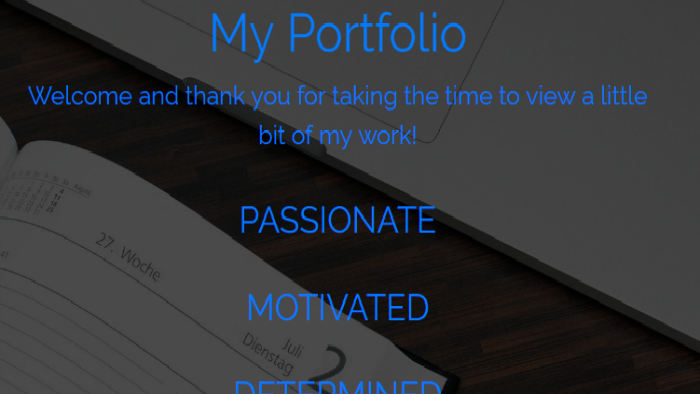 My Portfolio
Welcome and thank you for taking the time to view a little
bit of my work!
PASSIONATE
MOTIVATED
27. Woche
Juli
Dienstag
2
DETERMINED